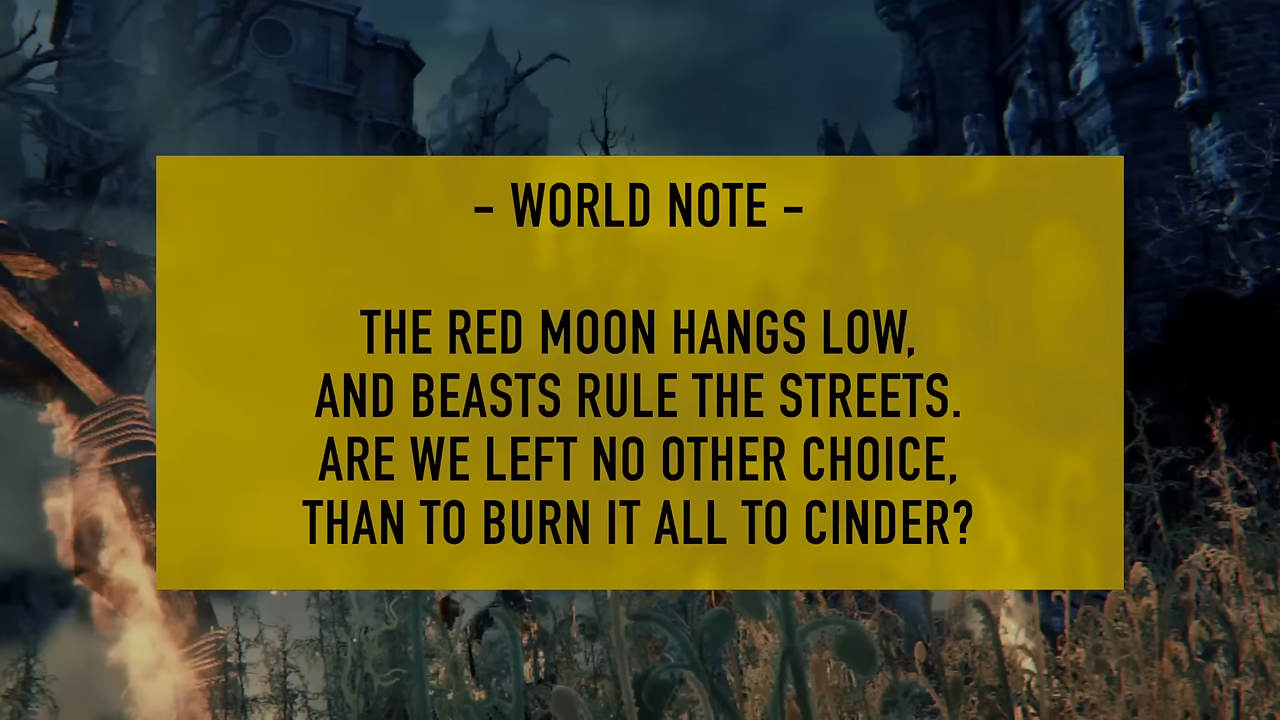 - WORLD NOTE -
THE RED MOON HANGS LOW,
AND BEASTS RULE THE STREETS.
ARE WE LEFT NO OTHER CHOICE,
THAN TO BURN IT ALL TO CINDER?